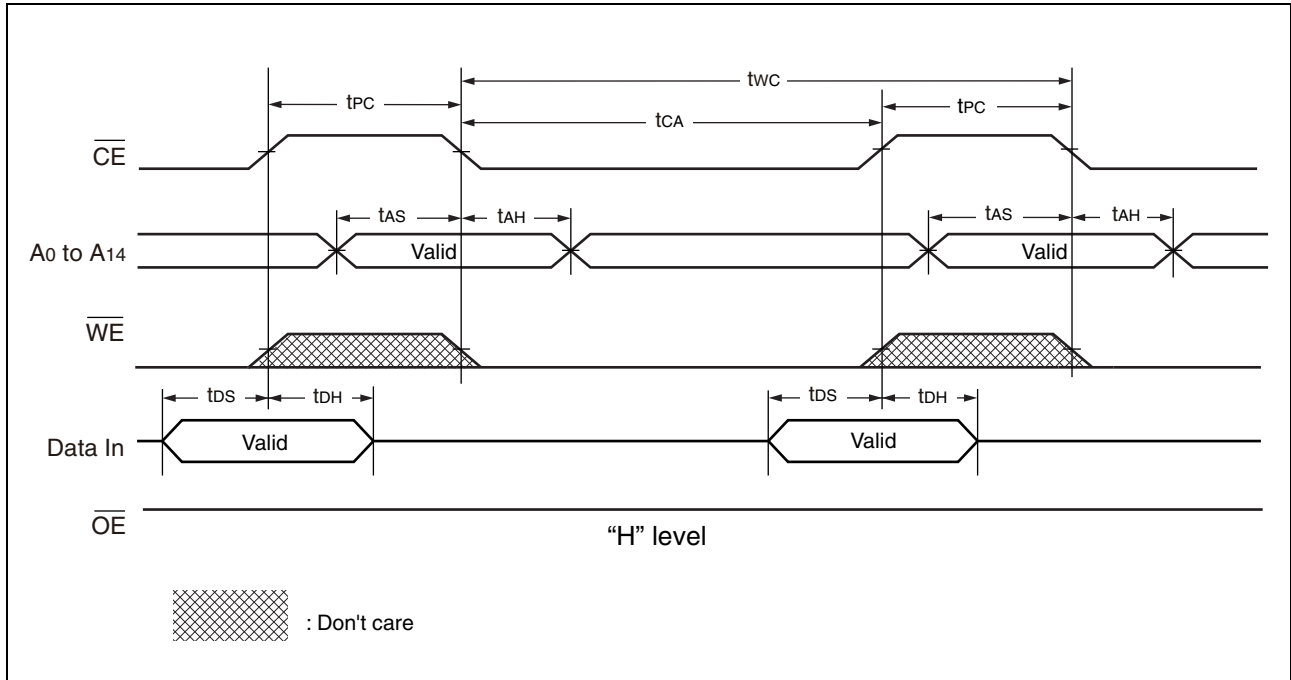 tWC
tPC tPC
tCA
CE
tAS tAH tAS tAH
A0 to A14 Valid Valid
WE
tDS tDH tDS tDH
Data In Valid Valid
OE
“H” level
: Don't care